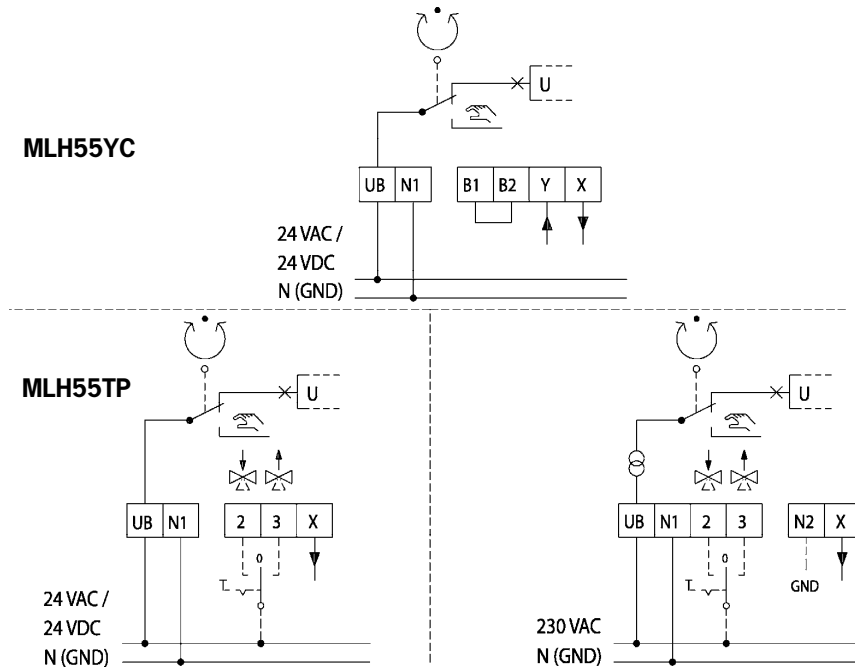 U
MLH55YC
UB N1 B1 B2 Y X
24 VAC /
24 VDC
N (GND)
MLH55TP
U
UB N1 2 3 X
0
T
24 VAC /
24 VDC
N (GND)
U
UB N1 2 3 N2 X
0
T
GND
230 VAC
N (GND)